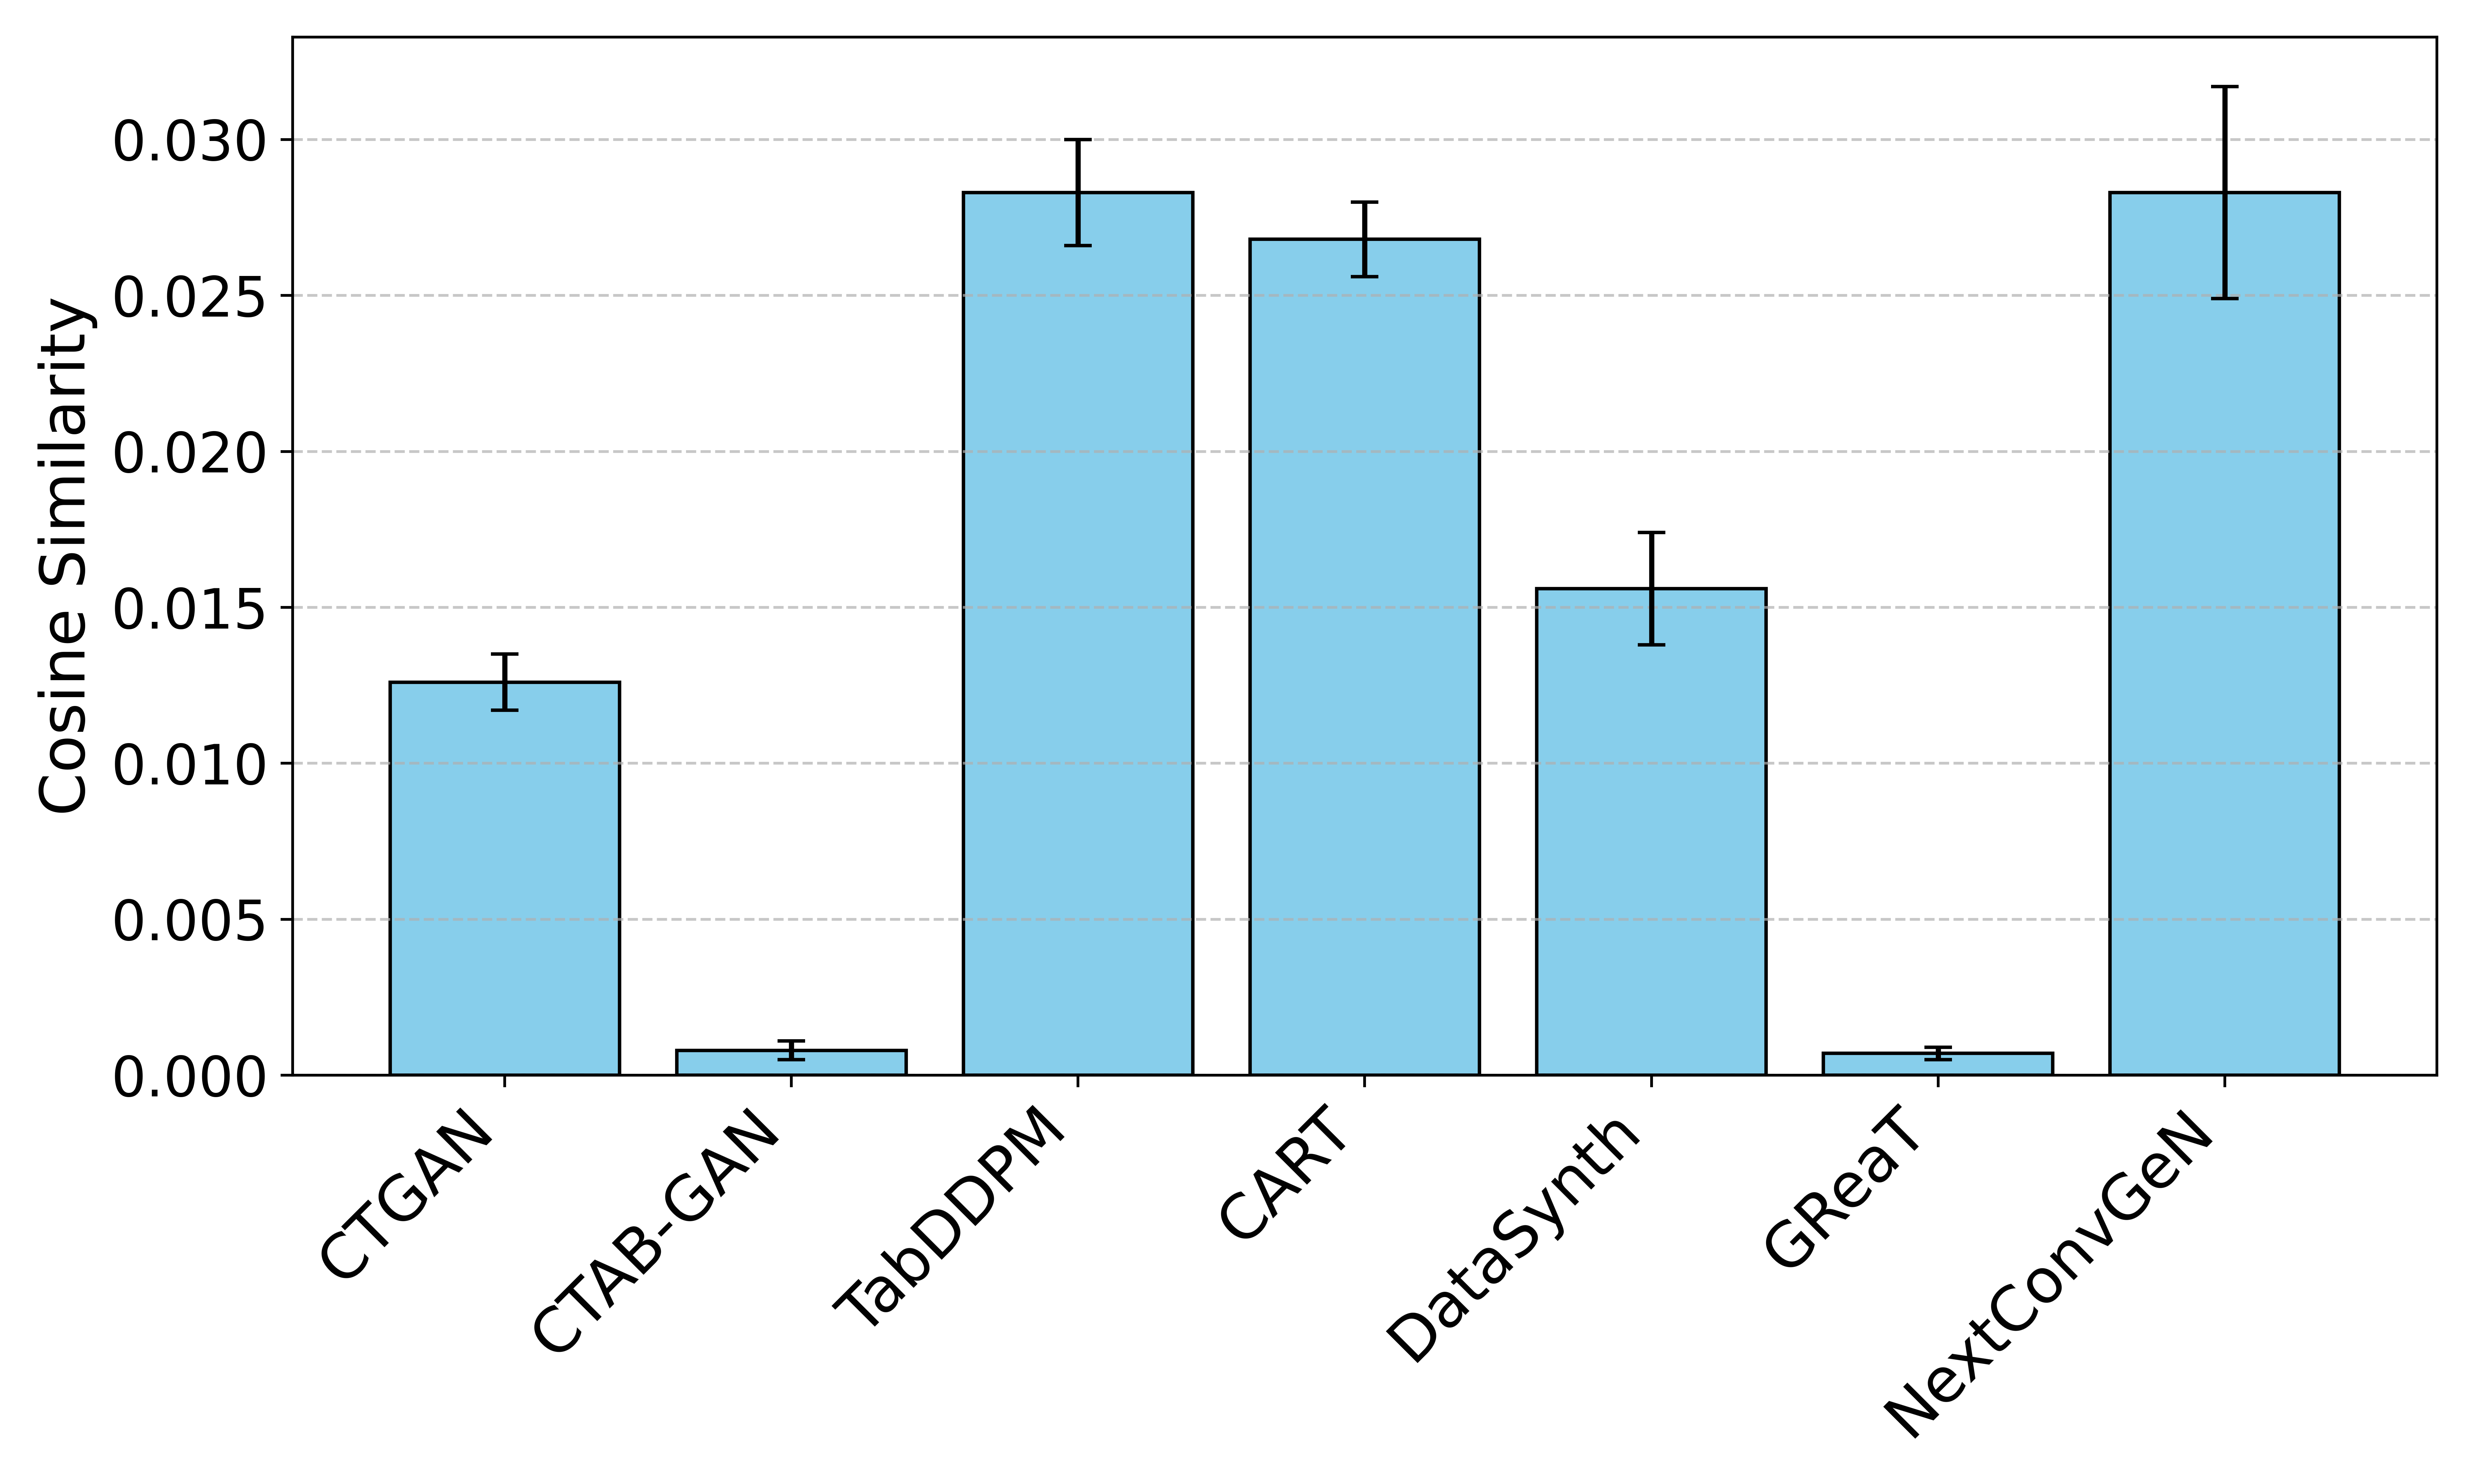 Cosine Similarity
0.030
0.025
0.020
0.015
0.010
0.005
0.000
CTGAN
CTAB-GAN
TabDDPM
CART
DataSynth
GReaT
NextConvGeN